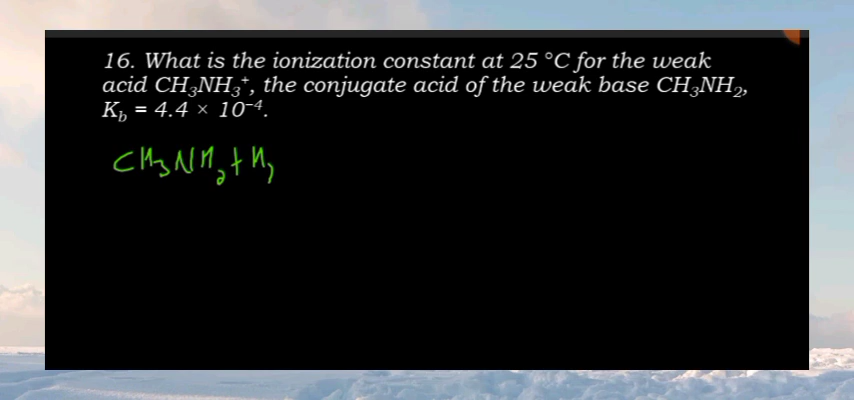 16. What is the ionization constant at 25 °C for the weak
acid CH₃NH₃⁺, the conjugate acid of the weak base CH₃NH₂,
K_b = 4.4 × 10⁻⁴.
CH₃NH₂ + H₂